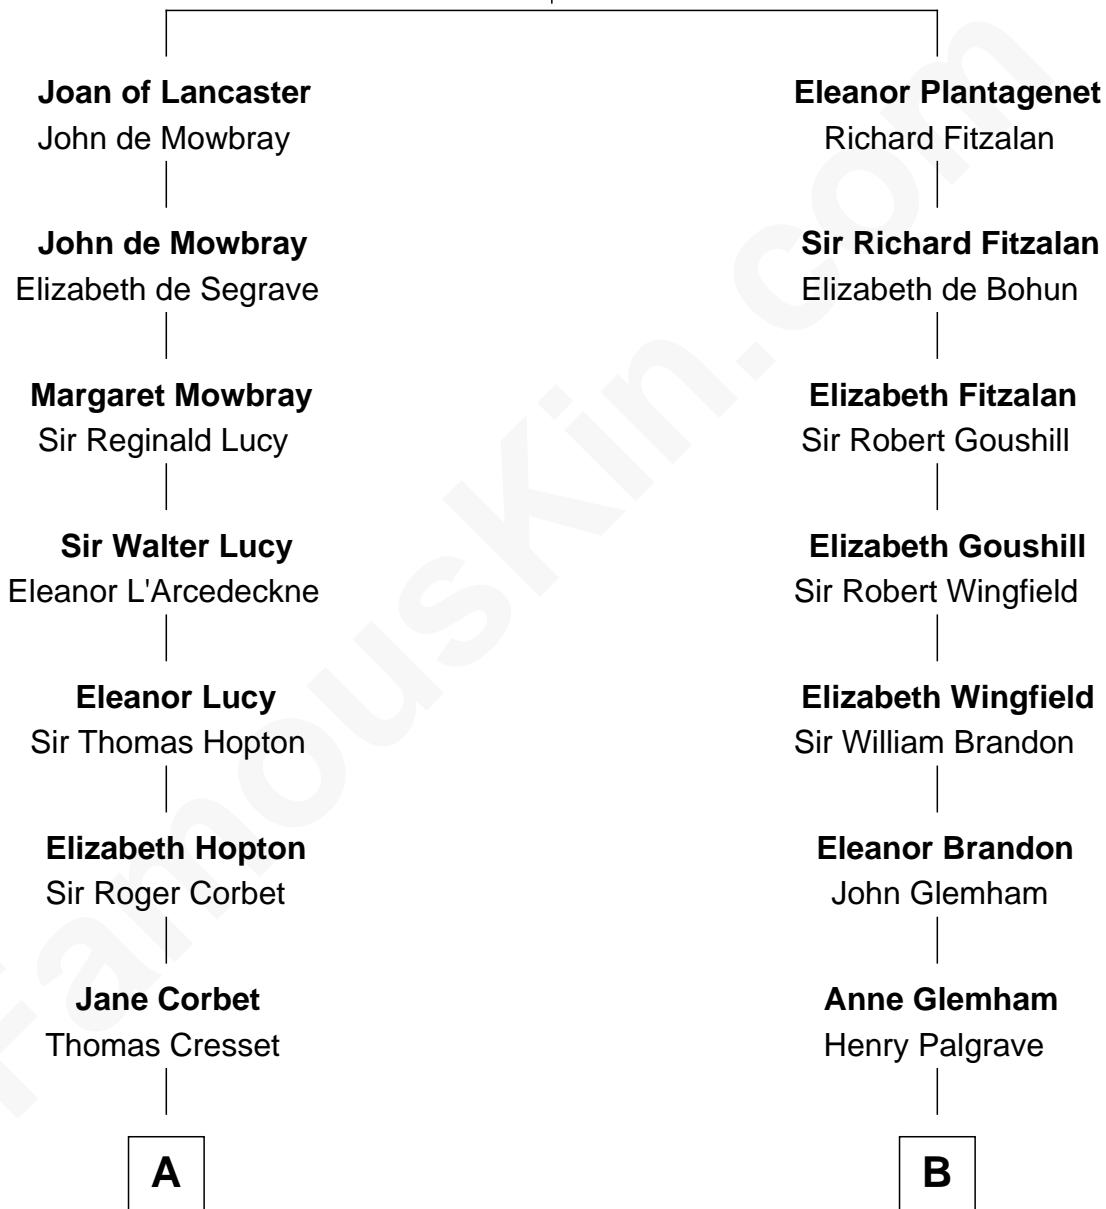 Joan of Lancaster
John de Mowbray
John de Mowbray
Elizabeth de Segrave
Margaret Mowbray
Sir Reginald Lucy
Sir Walter Lucy
Eleanor L'Arcedeckne
Eleanor Lucy
Sir Thomas Hopton
Elizabeth Hopton
Sir Roger Corbet
Jane Corbet
Thomas Cresset
A
Eleanor Plantagenet
Richard Fitzalan
Sir Richard Fitzalan
Elizabeth de Bohun
Elizabeth Fitzalan
Sir Robert Goushill
Elizabeth Goushill
Sir Robert Wingfield
Elizabeth Wingfield
Sir William Brandon
Eleanor Brandon
John Glemham
Anne Glemham
Henry Palgrave
B
FamousKin.com